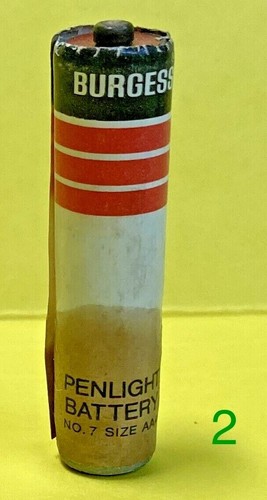 BURGESS
PENLIGHT
BATTERY
NO. 7 SIZE AA
2